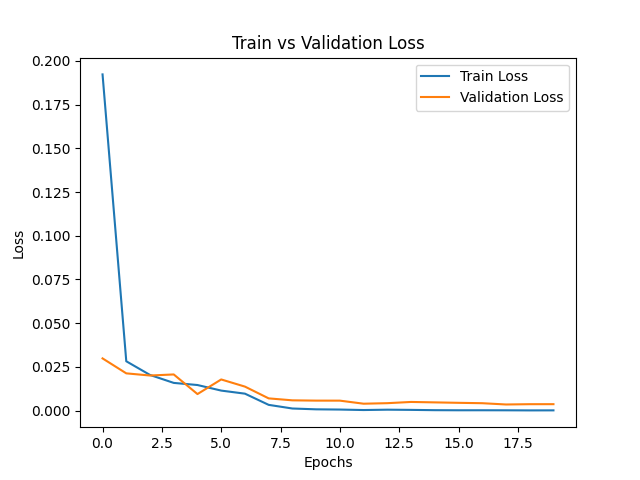 Train vs Validation Loss
Train Loss
Validation Loss
0.200
0.175
0.150
0.125
0.100
0.075
0.050
0.025
0.000
Loss
0.0 2.5 5.0 7.5 10.0 12.5 15.0 17.5
Epochs